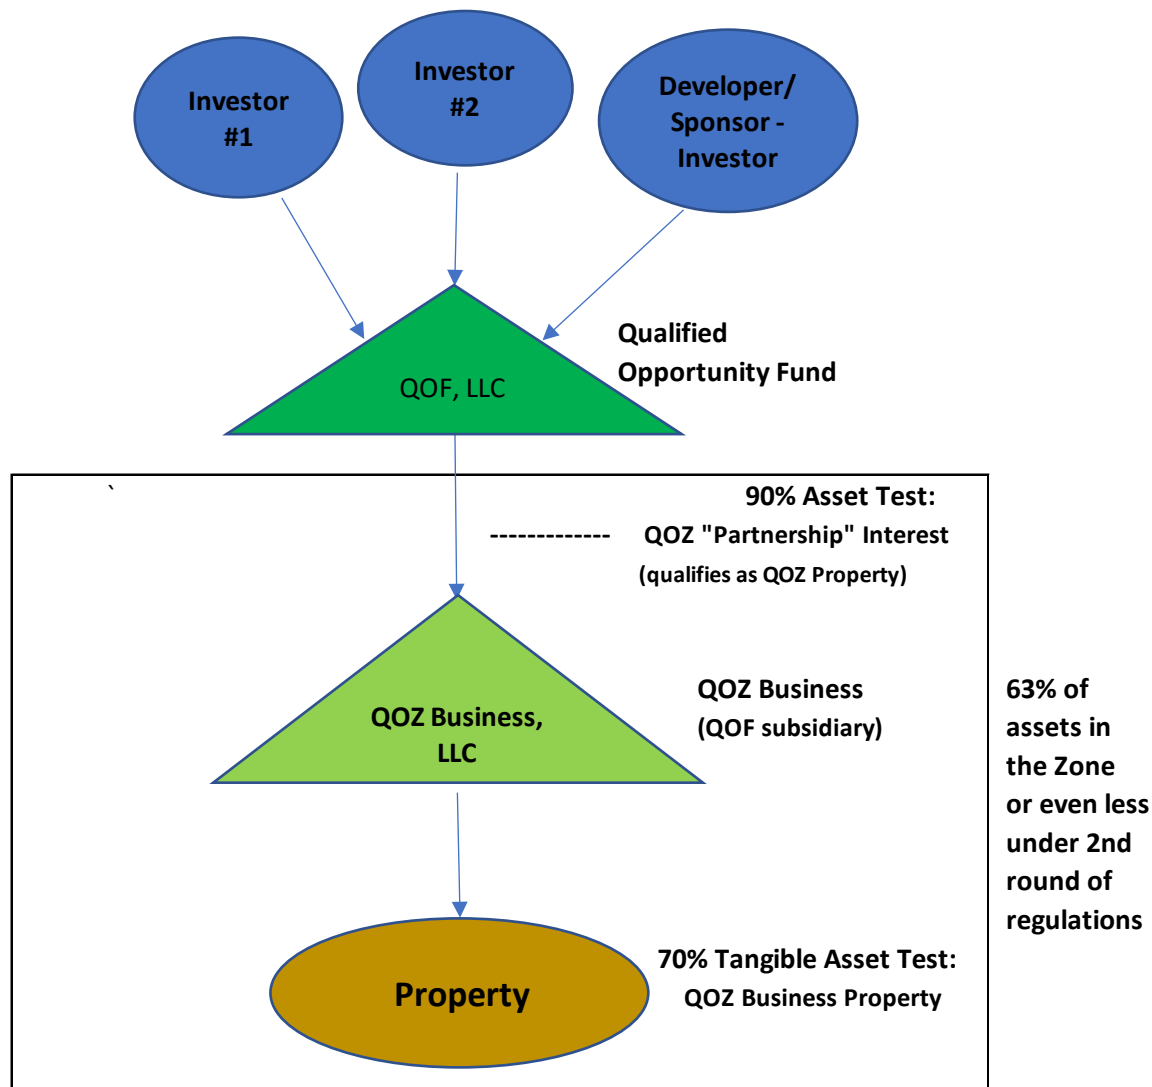 Investor
#1
Investor
#2
Developer/
Sponsor -
Investor
QOF, LLC
Qualified
Opportunity Fund
`
90% Asset Test:
------------- QOZ "Partnership" Interest
(qualifies as QOZ Property)
QOZ Business,
LLC
QOZ Business
(QOF subsidiary)
63% of
assets in
the Zone
or even less
under 2nd
round of
regulations
Property
70% Tangible Asset Test:
QOZ Business Property